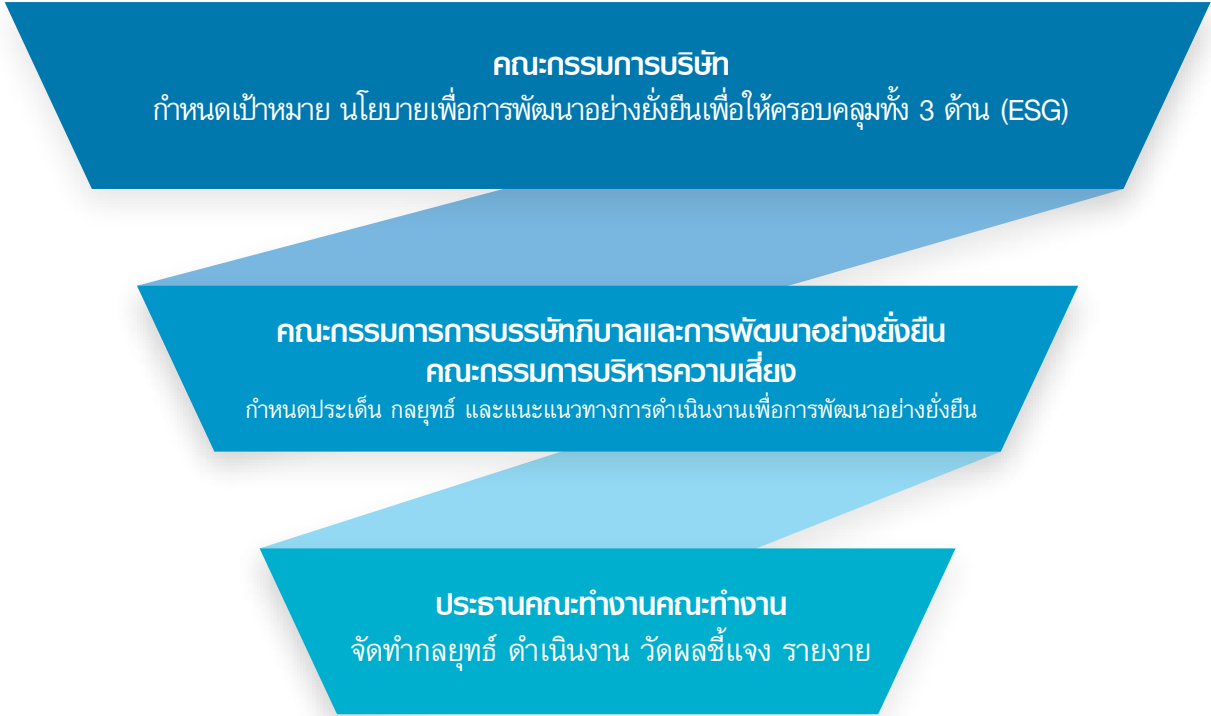 คณะกรรมการบริษัท
กำหนดเป้าหมาย นโยบายเพื่อการพัฒนาอย่างยั่งยืนเพื่อให้ครอบคลุมทั้ง 3 ด้าน (ESG)
คณะกรรมการการบรรษัทภิบาลและการพัฒนาอย่างยั่งยืน
คณะกรรมการบริหารความเสี่ยง
กำหนดประเด็น กลยุทธ์ และแนะแนวทางการดำเนินงานเพื่อการพัฒนาอย่างยั่งยืน
ประธานคณะทำงานคณะทำงาน
จัดทำกลยุทธ์ ดำเนินงาน วัดผลชี้แจง รายงาย